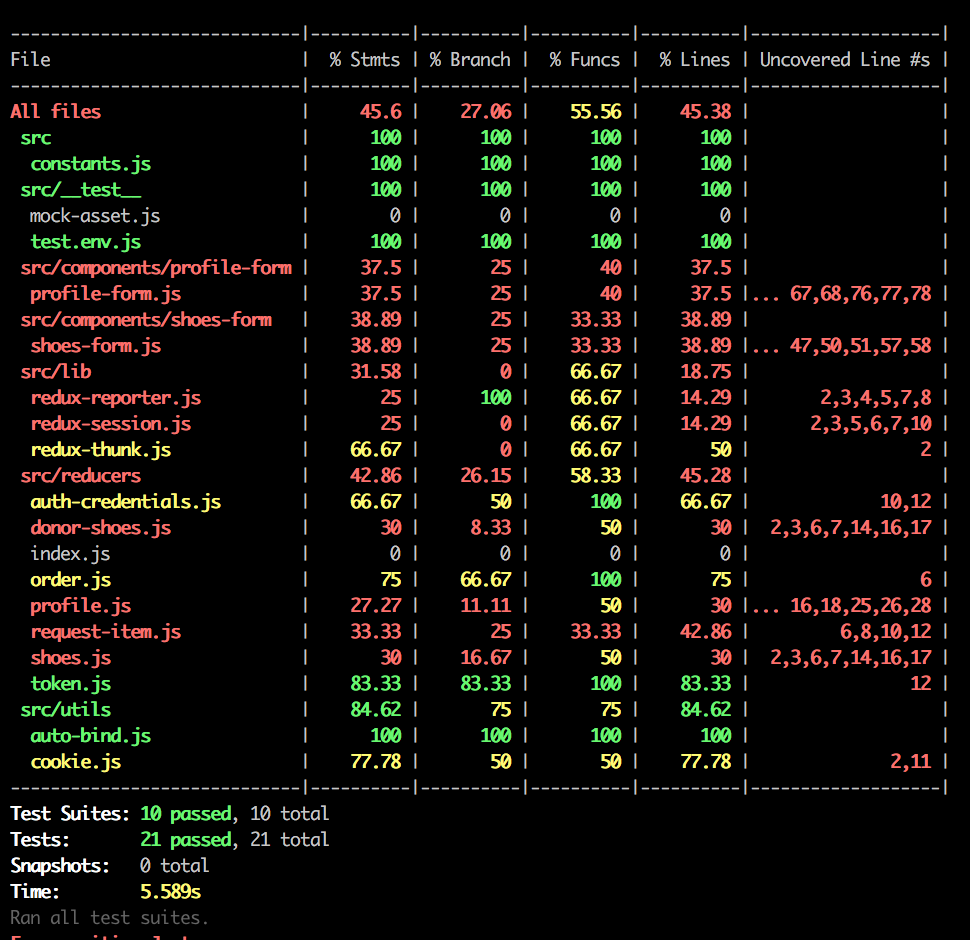 ----------------------------|----------|----------|----------|----------|-------------------|
File                        |  % Stmts | % Branch |  % Funcs |  % Lines | Uncovered Line #s |
----------------------------|----------|----------|----------|----------|-------------------|
All files                   |     45.6 |    27.06 |    55.56 |    45.38 |                   |
 src                        |      100 |      100 |      100 |      100 |                   |
  constants.js              |      100 |      100 |      100 |      100 |                   |
 src/__test__               |      100 |      100 |      100 |      100 |                   |
  mock-asset.js             |        0 |        0 |        0 |        0 |                   |
  test.env.js               |      100 |      100 |      100 |      100 |                   |
 src/components/profile-form |     37.5 |       25 |       40 |     37.5 |                   |
  profile-form.js           |     37.5 |       25 |       40 |     37.5 |... 67,68,76,77,78 |
 src/components/shoes-form  |    38.89 |       25 |    33.33 |    38.89 |                   |
  shoes-form.js             |    38.89 |       25 |    33.33 |    38.89 |... 47,50,51,57,58 |
 src/lib                    |    31.58 |        0 |    66.67 |    18.75 |                   |
  redux-reporter.js         |       25 |      100 |    66.67 |    14.29 |       2,3,4,5,7,8 |
  redux-session.js          |       25 |        0 |    66.67 |    14.29 |      2,3,5,6,7,10 |
  redux-thunk.js            |    66.67 |        0 |    66.67 |       50 |                 2 |
 src/reducers               |    42.86 |    26.15 |    58.33 |    45.28 |                   |
  auth-credentials.js       |    66.67 |       50 |      100 |    66.67 |             10,12 |
  donor-shoes.js            |       30 |     8.33 |       50 |       30 |  2,3,6,7,14,16,17 |
  index.js                  |        0 |        0 |        0 |        0 |                   |
  order.js                  |       75 |    66.67 |      100 |       75 |                 6 |
  profile.js                |    27.27 |    11.11 |       50 |       30 |... 16,18,25,26,28 |
  request-item.js           |    33.33 |       25 |    33.33 |    42.86 |         6,8,10,12 |
  shoes.js                  |       30 |    16.67 |       50 |       30 |  2,3,6,7,14,16,17 |
  token.js                  |    83.33 |    83.33 |      100 |    83.33 |                12 |
 src/utils                  |    84.62 |       75 |       75 |    84.62 |                   |
  auto-bind.js              |      100 |      100 |      100 |      100 |                   |
  cookie.js                 |    77.78 |       50 |       50 |    77.78 |              2,11 |
----------------------------|----------|----------|----------|----------|-------------------|
Test Suites: 10 passed, 10 total
Tests:       21 passed, 21 total
Snapshots:   0 total
Time:        5.589s
Ran all test suites.